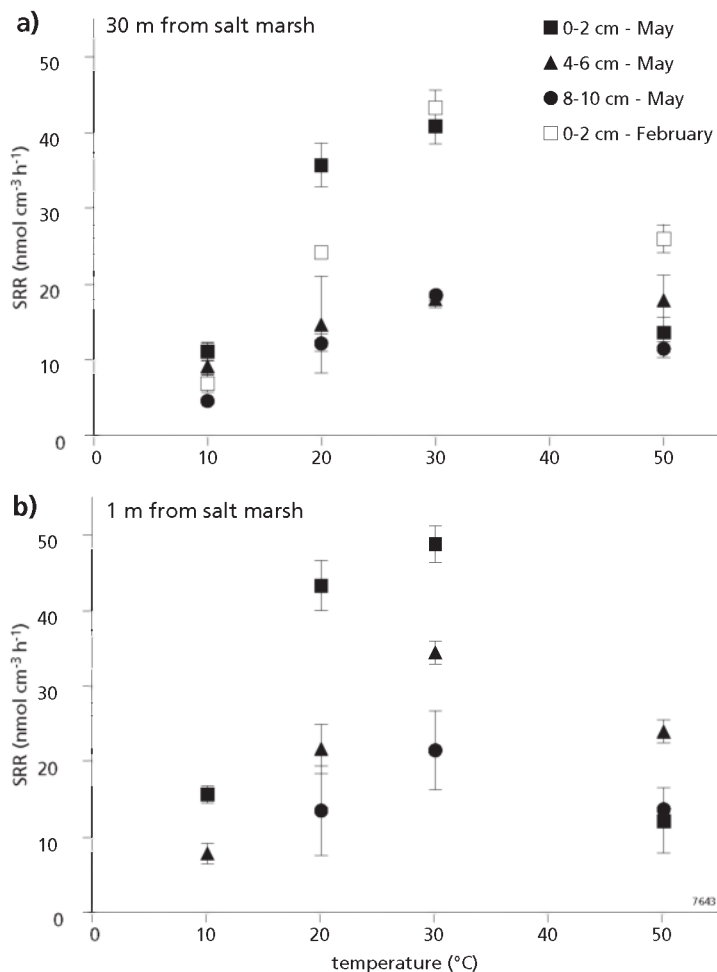 a)
30 m from salt marsh
0-2 cm - May
4-6 cm - May
8-10 cm - May
0-2 cm - February
SRR (nmol cm⁻³ h⁻¹)
50
40
30
20
10
0
0 10 20 30 40 50
b)
1 m from salt marsh
SRR (nmol cm⁻³ h⁻¹)
50
40
30
20
10
0
7643
0 10 20 30 40 50
temperature (°C)